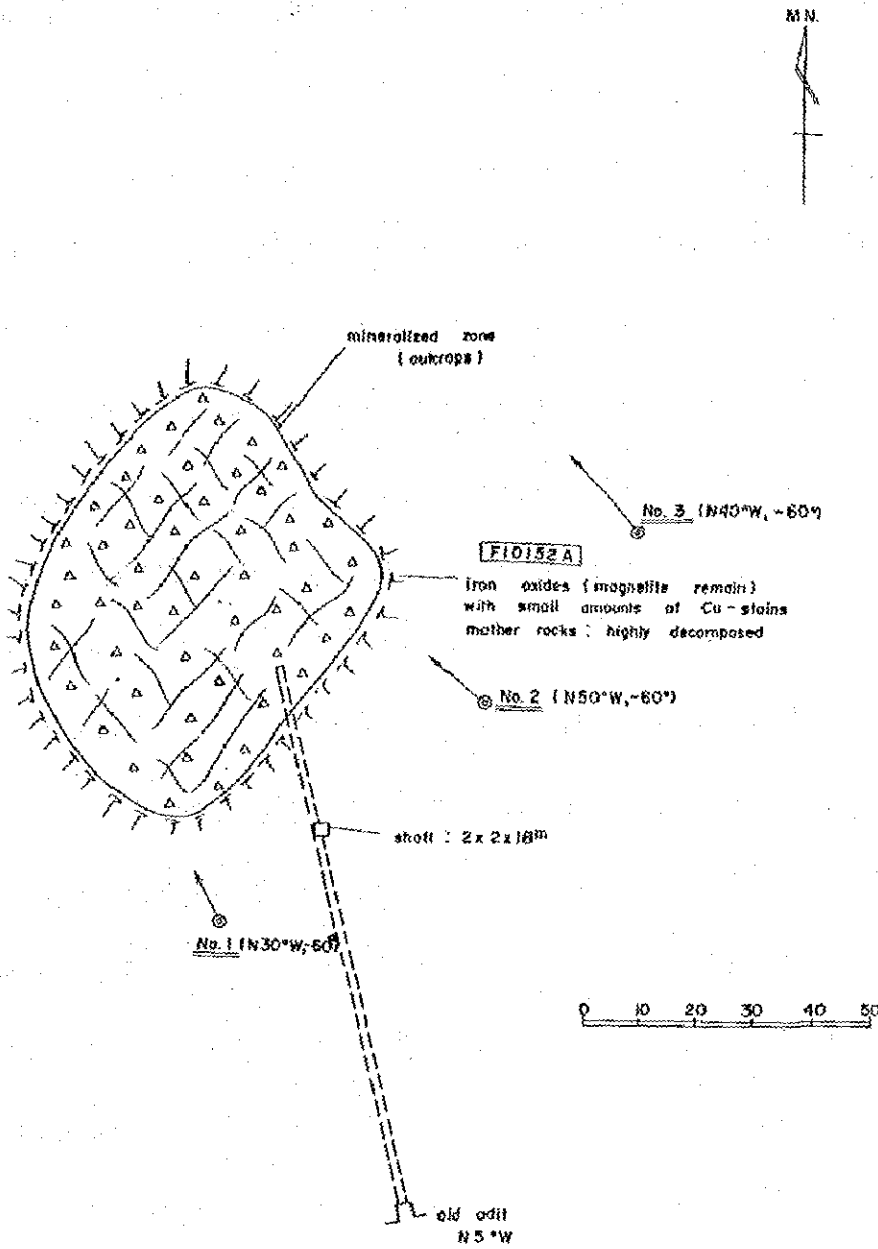 M N.
mineralized zone
(outcrops)
No. 3 (N40°W, -60°)
F10152A
iron oxides (magnetite remain)
with small amounts of Cu-stains
mother rocks : highly decomposed
No. 2 (N50°W, -60°)
shaft : 2 x 2 x 18m
No. 1 (N30°W, -60°)
0 10 20 30 40 50
old adit
N 5 °W